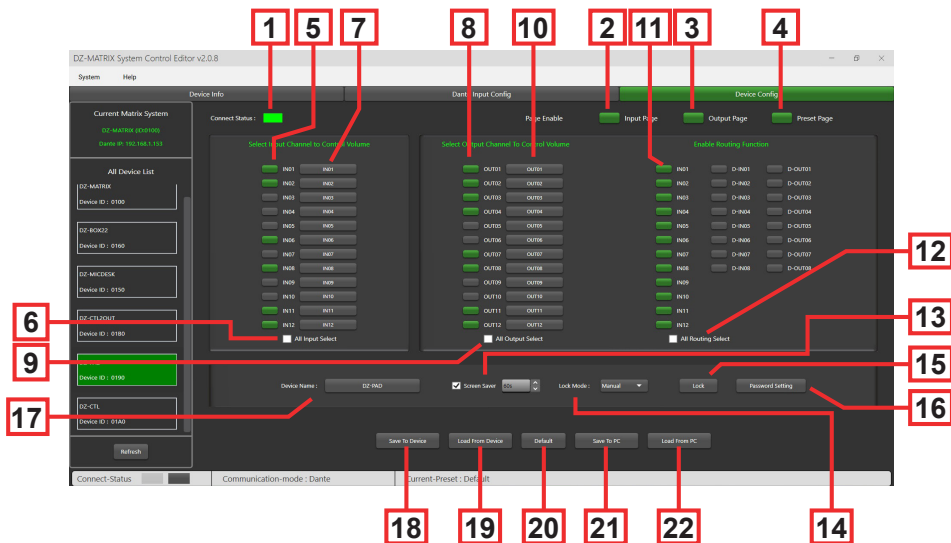 1 5 7 8 10 2 11 3 4
DZ-MATRIX System Control Editor v2.0.8
System Help
Device Info Dante Input Config Device Config
Current Matrix System
DZ-MATRIX (ID:0100)
Dante IP: 192.168.1.153
Connect Status :
Page Enable Input Page Output Page Preset Page
All Device List
DZ-MATRIX
Device ID : 0100
DZ-BOX22
Device ID : 0160
DZ-MICDESK
Device ID : 0150
DZ-CTL2OUT
Device ID : 0180
Device ID : 0190
DZ-CTL
Device ID : 01A0
Refresh
Select Input Channel to Control Volume
IN01 IN01
IN02 IN02
IN03 IN03
IN04 IN04
IN05 IN05
IN06 IN06
IN07 IN07
IN08 IN08
IN09 IN09
IN10 IN10
IN11 IN11
IN12 IN12
All Input Select
Select Output Channel To Control Volume
OUT01 OUT01
OUT02 OUT02
OUT03 OUT03
OUT04 OUT04
OUT05 OUT05
OUT06 OUT06
OUT07 OUT07
OUT08 OUT08
OUT09 OUT09
OUT10 OUT10
OUT11 OUT11
OUT12 OUT12
All Output Select
Enable Routing Function
IN01 D-IN01 D-OUT01
IN02 D-IN02 D-OUT02
IN03 D-IN03 D-OUT03
IN04 D-IN04 D-OUT04
IN05 D-IN05 D-OUT05
IN06 D-IN06 D-OUT06
IN07 D-IN07 D-OUT07
IN08 D-IN08 D-OUT08
IN09
IN10
IN11
IN12
All Routing Select
12
13
6
9
15
16
17
Device Name : DZ-PAD Screen Saver 80s Lock Mode : Manual Lock Password Setting
Save To Device Load From Device Default Save To PC Load From PC
Connect-Status Communication-mode : Dante Current-Preset : Default
18 19 20 21 22 14